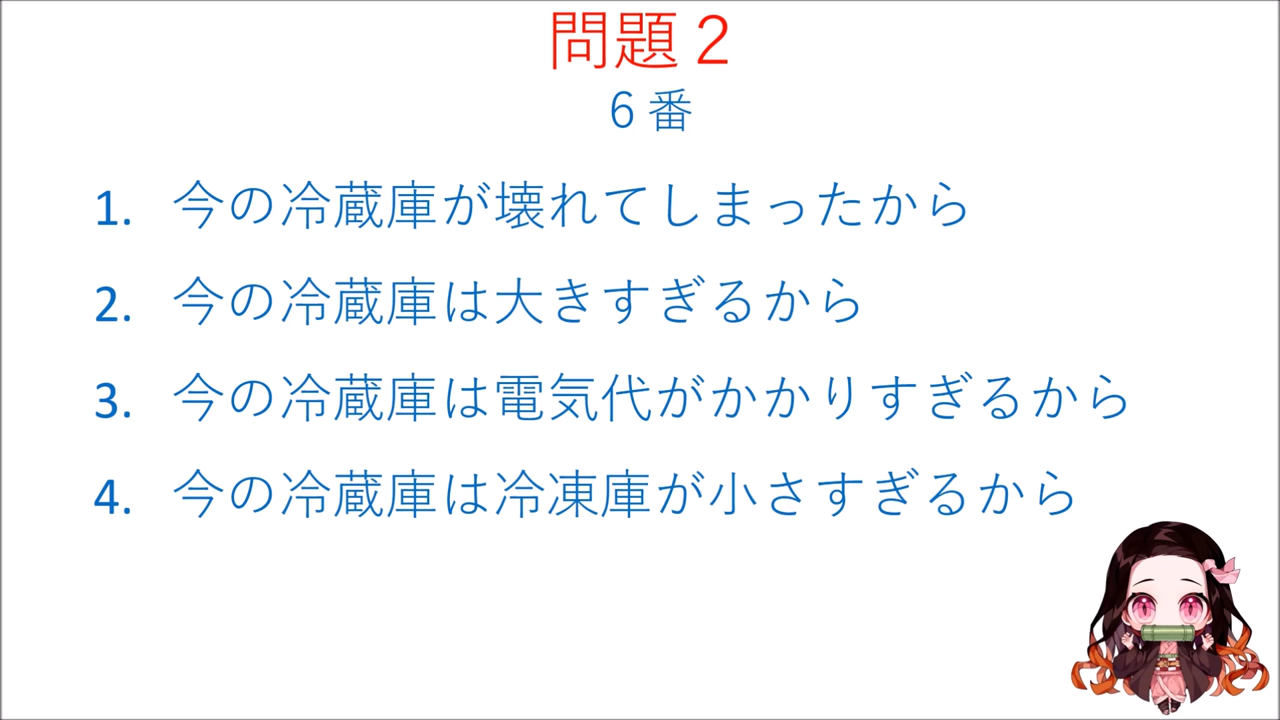 問題２
６番
1. 今の冷蔵庫が壊れてしまったから
2. 今の冷蔵庫は大きすぎるから
3. 今の冷蔵庫は電気代がかかりすぎるから
4. 今の冷蔵庫は冷凍庫が小さすぎるから